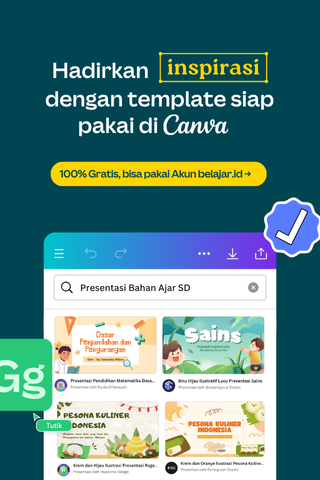 Hadirkan inspirasi
dengan template siap
pakai di Canva
100% Gratis, bisa pakai Akun belajar.id →
Presentasi Bahan Ajar SD
Dasar
Penjumlahan dan
Pengurangan
Sains
Presentasi Pendidikan Matematika Dasa...
Ilmu Hijau Ilustratif Lucu Presentasi Sains
Gg
Tutik
PESONA KULINER
INDONESIA
PESONA KULINER
INDONESIA
Krem dan Hijau Ilustrasi Presentasi Raga...
Krem dan Oranye Ilustrasi Pesona Kuline...